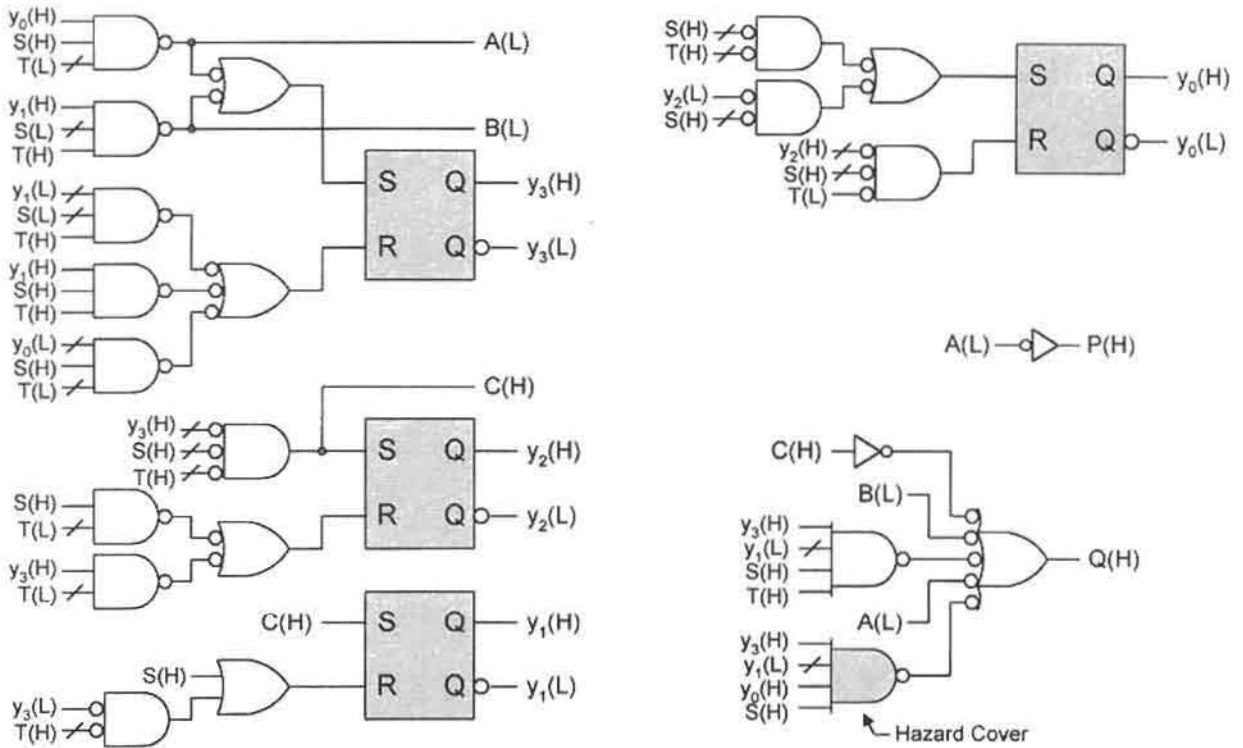 y₀(H)
S(H)
T(L)
A(L)
y₁(H)
S(L)
T(H)
B(L)
y₁(L)
S(L)
T(H)
y₁(H)
S(H)
T(H)
y₀(L)
S(H)
T(L)
S Q
R Q
y₃(H)
y₃(L)
C(H)
y₃(H)
S(H)
T(H)
S(H)
T(L)
y₃(H)
T(L)
S Q
R Q
y₂(H)
y₂(L)
C(H)
S(H)
y₃(L)
T(H)
S Q
R Q
y₁(H)
y₁(L)
S(H)
T(H)
y₂(L)
S(H)
y₂(H)
S(H)
T(L)
S Q
R Q
y₀(H)
y₀(L)
A(L) P(H)
C(H)
B(L)
y₃(H)
y₁(L)
S(H)
T(H)
A(L)
y₃(H)
y₁(L)
y₀(H)
S(H)
Q(H)
Hazard Cover